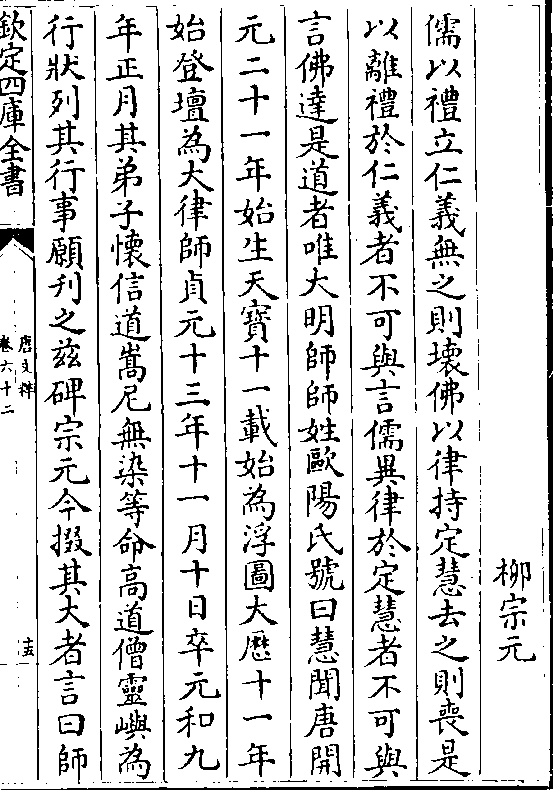 柳宗元
儒以禮立仁義無之則壞佛以律持定慧去之則喪是
以離禮於仁義者不可與言儒異律於定慧者不可與
言佛達是道者唯大明師師姓歐陽氏號曰慧聞唐開
元二十一年始生天寳十一載始為浮圖大厯十一年
始登壇為大律師貞元十三年十一月十日卒元和九
年正月其弟子懷信道嵩尼無染等命髙道僧靈嶼為
行狀列其行事願刋之兹碑宗元今掇其大者言曰師
欽定四庫全書
唐文粹
卷六十二
十五